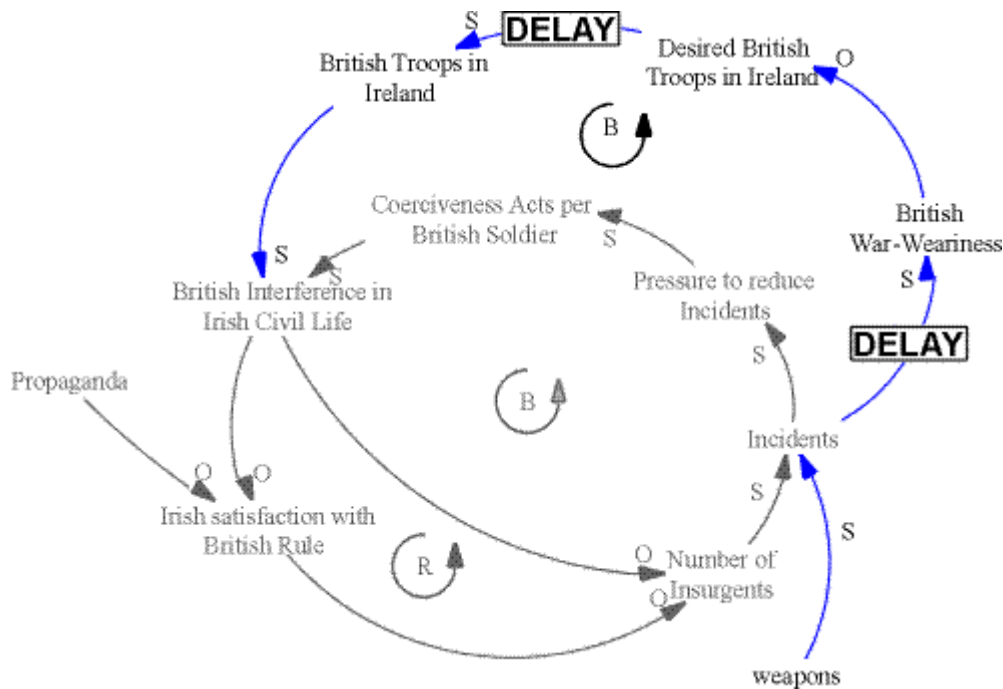 S
DELAY
Desired British
Troops in Ireland
O
British Troops in
Ireland
B
Coerciveness Acts per
British Soldier
S
British
War-Weariness
S
S
S
British Interference in
Irish Civil Life
Pressure to reduce
Incidents
S
DELAY
Propaganda
B
Incidents
O
O
S
S
Irish satisfaction with
British Rule
R
O
Number of
Insurgents
O
weapons